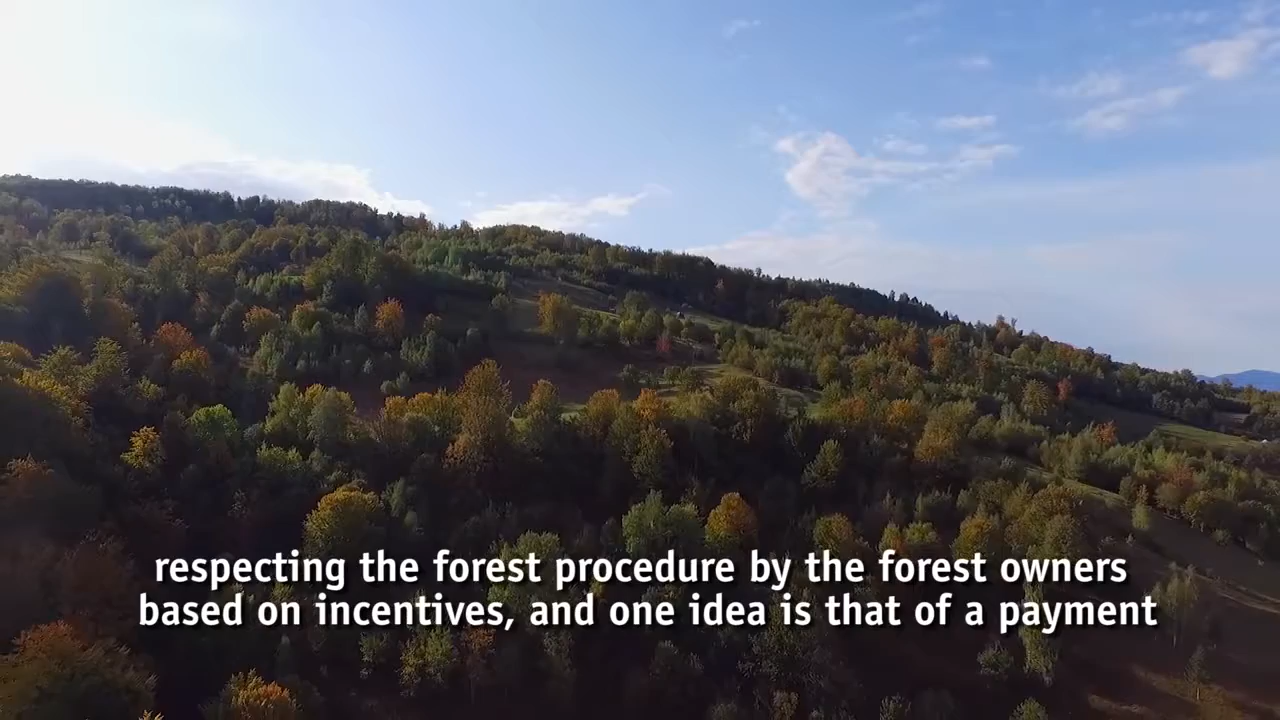 respecting the forest procedure by the forest owners
based on incentives, and one idea is that of a payment